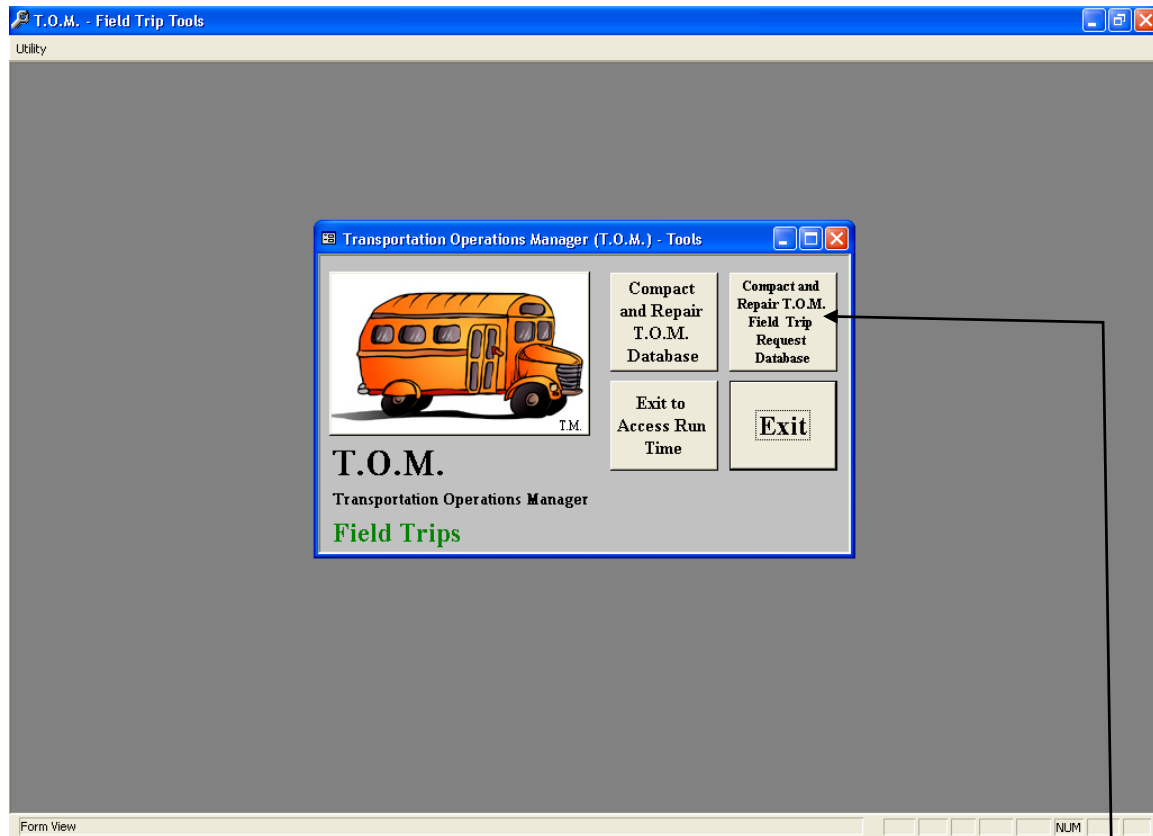 T.O.M. - Field Trip Tools
Utility
Transportation Operations Manager (T.O.M.) - Tools
Compact
and Repair
T.O.M.
Database
Compact and
Repair T.O.M.
Field Trip
Request
Database
T.M.
Exit to
Access Run
Time
Exit
T.O.M.
Transportation Operations Manager
Field Trips
Form View
NUM